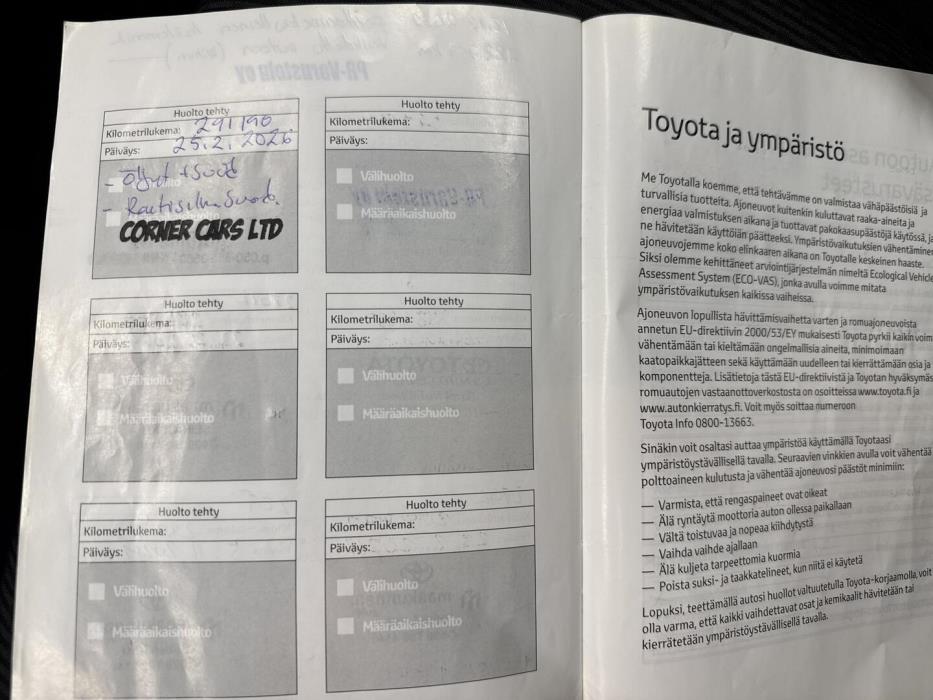 PR-Varustelu oy
Huolto tehty
Kilometrilukema: 291190
Päiväys: 25.2.2026
- Öljyt + suod
- Raitisilmasuod.
CORNER CARS LTD
Huolto tehty
Kilometrilukema:
Päiväys:
Välihuolto
Määräaikaishuolto
Huolto tehty
Kilometrilukema:
Päiväys:
Välihuolto
Määräaikaishuolto
Huolto tehty
Kilometrilukema:
Päiväys:
Välihuolto
Määräaikaishuolto
Huolto tehty
Kilometrilukema:
Päiväys:
Välihuolto
Määräaikaishuolto
Huolto tehty
Kilometrilukema:
Päiväys:
Välihuolto
Määräaikaishuolto
Toyota ja ympäristö
Me Toyotalla koemme, että tehtävämme on valmistaa vähäpäästöisiä ja
turvallisia tuotteita. Ajoneuvot kuitenkin kuluttavat raaka-aineita ja
energiaa valmistuksen aikana ja tuottavat pakokaasupäästöjä käytössä, ja
ne hävitetään käyttöiän päätteeksi. Ympäristövaikutuksien vähentäminen
ajoneuvojemme koko elinkaaren aikana on Toyotalle keskeinen haaste.
Siksi olemme kehittäneet arviointijärjestelmän nimeltä Ecological Vehicle
Assessment System (ECO-VAS), jonka avulla voimme mitata
ympäristövaikutuksen kaikissa vaiheissa.
Ajoneuvon lopullista hävittämisvaihetta varten ja romuajoneuvoista
annetun EU-direktiivin 2000/53/EY mukaisesti Toyota pyrkii kaikin voim
vähentämään tai kieltämään ongelmallisia aineita, minimoimaan
kaatopaikkajätteen sekä käyttämään uudelleen tai kierrättämään osia ja
komponentteja. Lisätietoja tästä EU-direktiivistä ja Toyotan hyväksymäs
romuautojen vastaanottoverkostosta on osoitteissa www.toyota.fi ja
www.autonkierratys.fi. Voit myös soittaa numeroon
Toyota Info 0800-13663.
Sinäkin voit osaltasi auttaa ympäristöä käyttämällä Toyotaasi
ympäristöystävällisellä tavalla. Seuraavien vinkkien avulla voit vähentää
polttoaineen kulutusta ja vähentää ajoneuvosi päästöt minimiin:
— Varmista, että rengaspaineet ovat oikeat
— Älä ryntäytä moottoria auton ollessa paikallaan
— Vältä toistuvaa ja nopeaa kiihdytystä
— Vaihda vaihde ajallaan
— Älä kuljeta tarpeettomia kuormia
— Poista suksi- ja taakkatelineet, kun niitä ei käytetä
Lopuksi, teettämällä autosi huollot valtuutetulla Toyota-korjaamolla, voit
olla varma, että kaikki vaihdettavat osat ja kemikaalit hävitetään tai
kierrätetään ympäristöystävällisellä tavalla.